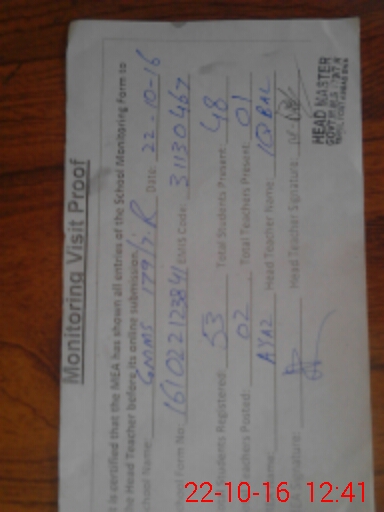 Monitoring Visit Proof
It is certified that the MEA has shown all entries of the School Monitoring Form to
the Head Teacher before its online submission.
School Name: GMMS 179/7.R Date: 22-10-16
School Form No: 161022123841 EMIS Code: 31130467
Students Registered: 53 Total Students Present: 48
Teachers Posted: 02 Total Teachers Present: 01
Name: AYAZ Head Teacher Name: IQBAL
Signature: Head Teacher Signature:
HEAD MASTER
22-10-16 12:41